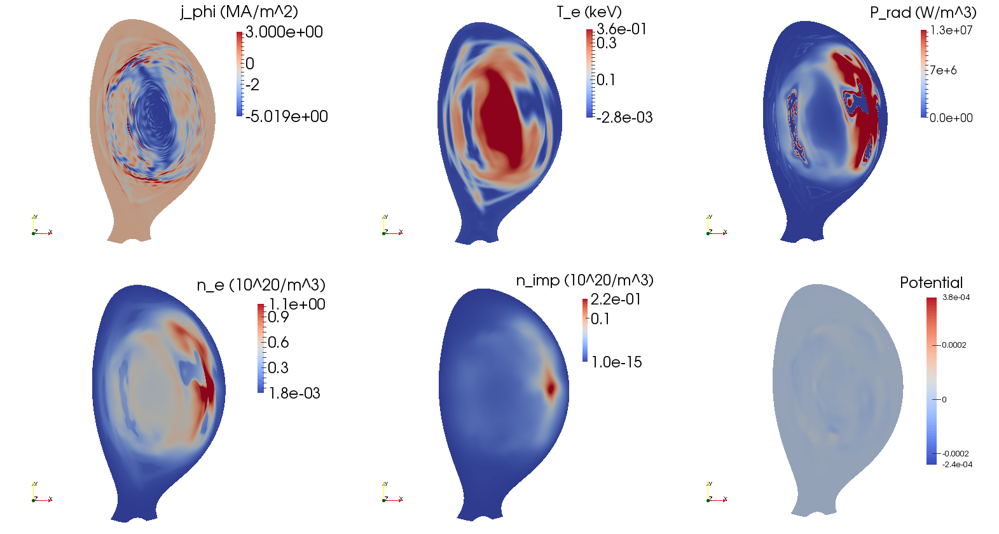 j_phi (MA/m^2)
3.000e+00
0
-2
-5.019e+00
Y
Z
X
T_e (keV)
3.6e-01
0.3
0.1
-2.8e-03
Y
Z
X
P_rad (W/m^3)
1.3e+07
7e+6
0.0e+00
Y
Z
X
n_e (10^20/m^3)
1.1e+00
0.9
0.6
0.3
1.8e-03
Y
Z
X
n_imp (10^20/m^3)
2.2e-01
0.1
1.0e-15
Y
Z
X
Potential
3.8e-04
0.0002
0
-0.0002
-2.4e-04
Y
Z
X